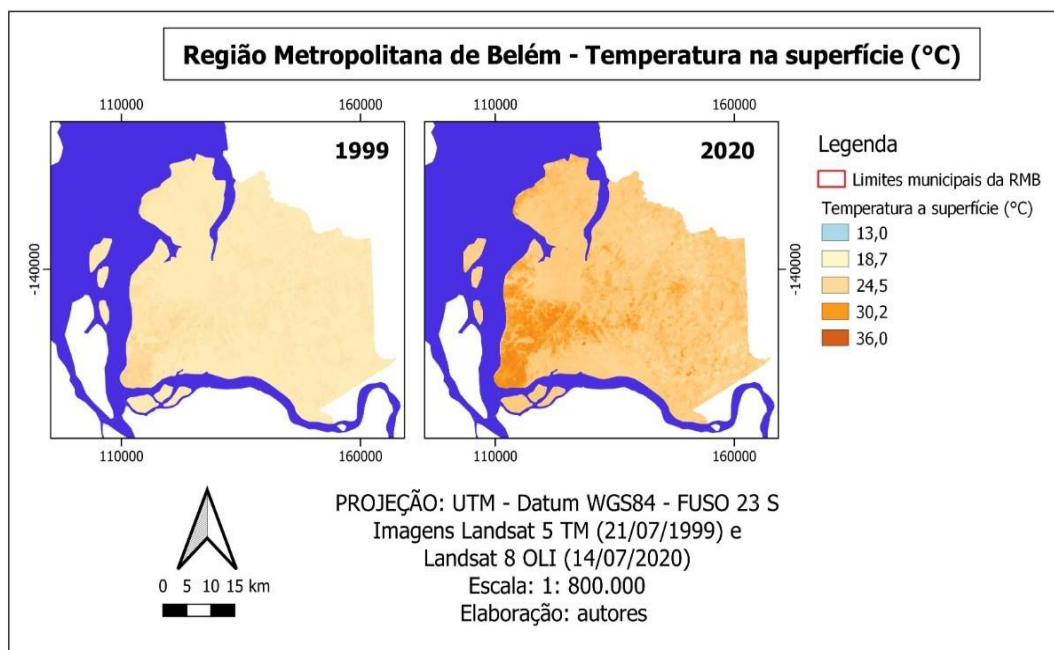 Região Metropolitana de Belém - Temperatura na superfície (°C)
110000
160000
110000
160000
1999
2020
-140000
-140000
110000
160000
110000
160000
Legenda
Limites municipais da RMB
Temperatura a superfície (°C)
13,0
18,7
24,5
30,2
36,0
0 5 10 15 km
PROJEÇÃO: UTM - Datum WGS84 - FUSO 23 S
Imagens Landsat 5 TM (21/07/1999) e
Landsat 8 OLI (14/07/2020)
Escala: 1: 800.000
Elaboração: autores